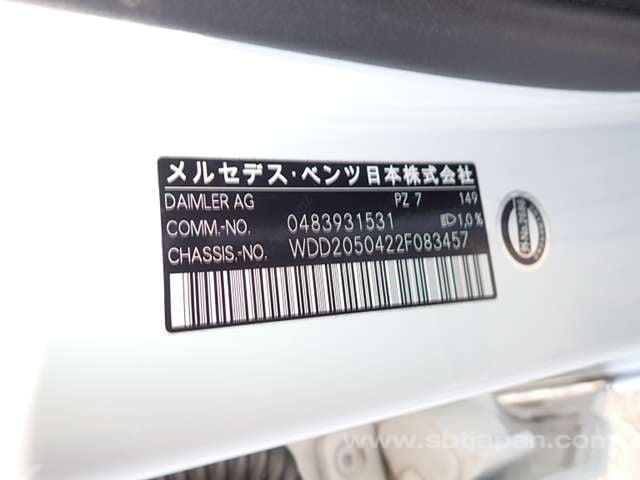 メルセデス・ベンツ日本株式会社
DAIMLER AG PZ 7 149
COMM.-NO. 0483931531 1,0%
CHASSIS.-NO. WDD2050422F083457
www.sbtjapan.com